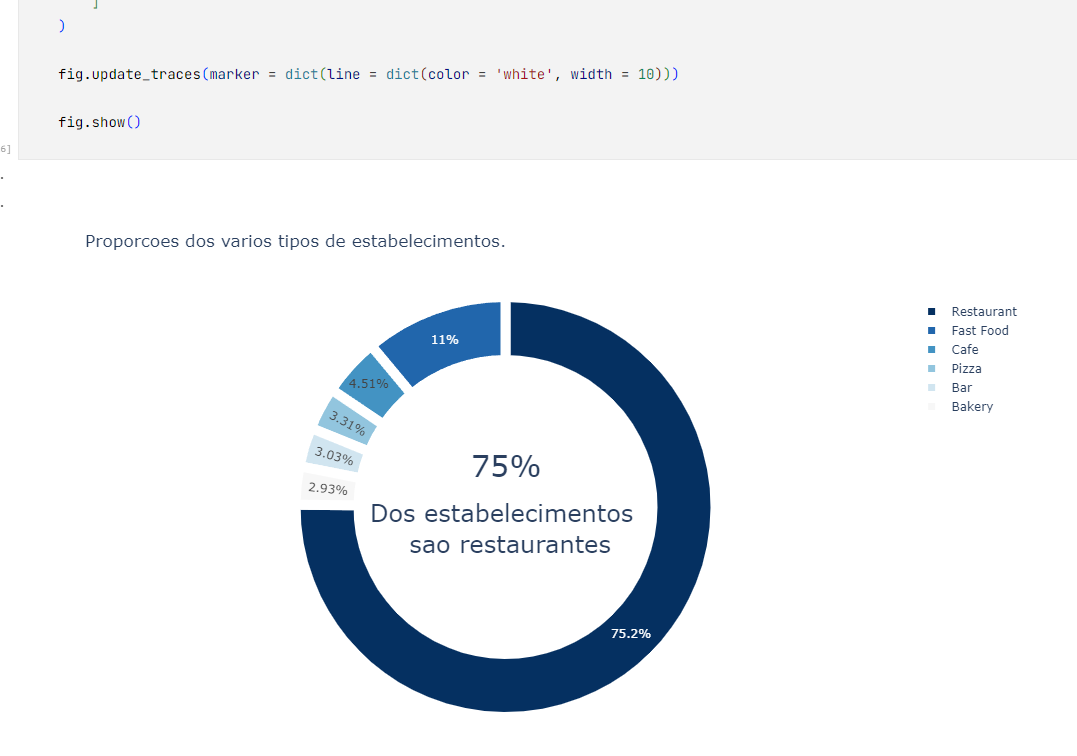 ]
)
fig.update_traces(marker = dict(line = dict(color = 'white', width = 10)))
fig.show()
6]
.
.
Proporcoes dos varios tipos de estabelecimentos.
Restaurant
Fast Food
Cafe
Pizza
Bar
Bakery
11%
4.51%
3.31%
3.03%
2.93%
75%
Dos estabelecimentos
sao restaurantes
75.2%